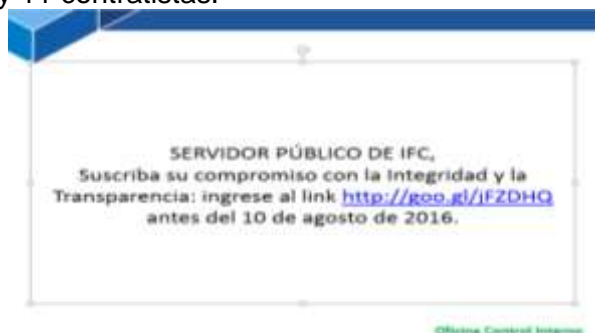 y 11 contratistas.
SERVIDOR PÚBLICO DE IFC,
Suscriba su compromiso con la Integridad y la
Transparencia: ingrese al link http://goo.gl/jFZDHQ
antes del 10 de agosto de 2016.
Oficina Control Interno